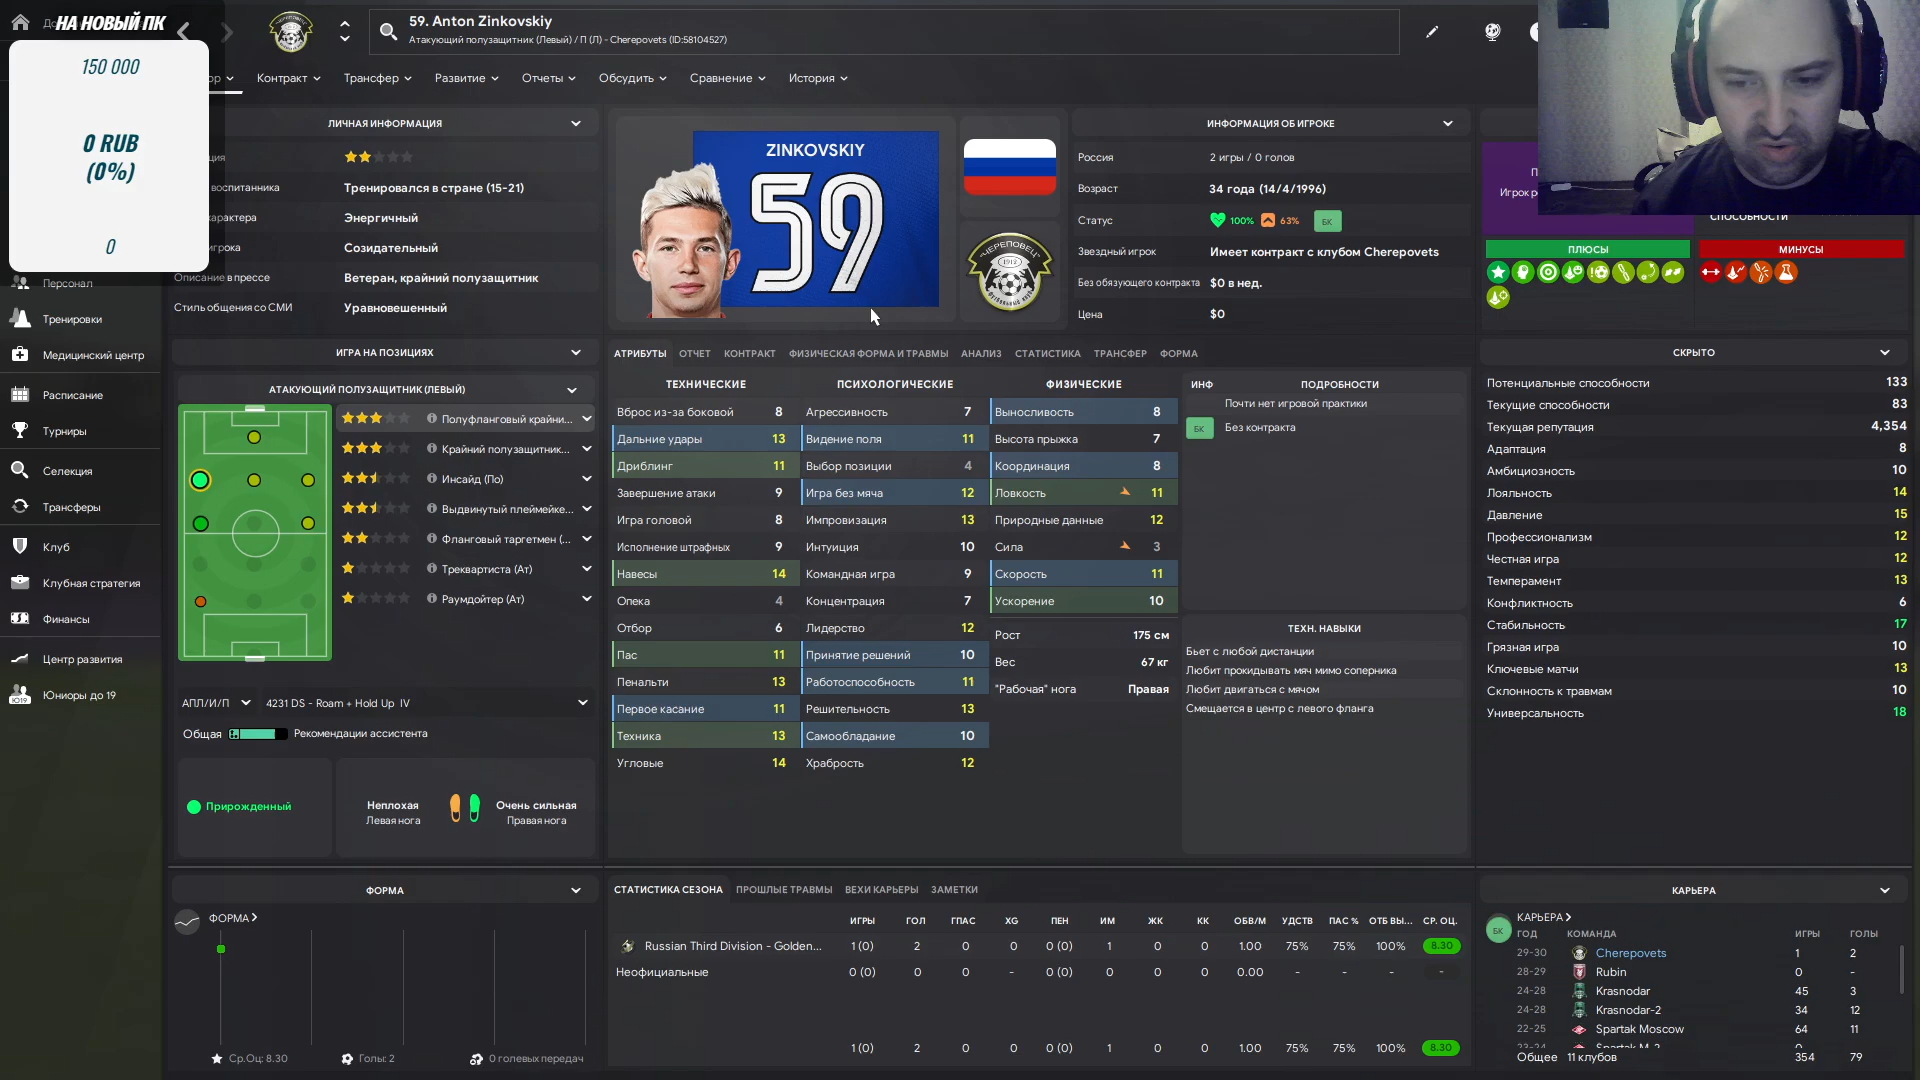 НА НОВЫЙ ПК
150 000
0 RUB
(0%)
0
59. Anton Zinkovskiy
Атакующий полузащитник (Левый) / П (Л) - Cherepovets (ID:58104527)
Контракт
Трансфер
Развитие
Отчеты
Обсудить
Сравнение
История
Персонал
Тренировки
Медицинский центр
Расписание
Турниры
Селекция
Трансферы
Клуб
Клубная стратегия
Финансы
Центр развития
Юниоры до 19
ЛИЧНАЯ ИНФОРМАЦИЯ
воспитанника Тренировался в стране (15-21)
характера Энергичный
игрока Созидательный
Описание в прессе Ветеран, крайний полузащитник
Стиль общения со СМИ Уравновешенный
ZINKOVSKIY
59
ЧЕРЕПОВЕЦ
1912
ИНФОРМАЦИЯ ОБ ИГРОКЕ
Россия 2 игры / 0 голов
Возраст 34 года (14/4/1996)
Статус 100% 63% БК
Звездный игрок Имеет контракт с клубом Cherepovets
Без обязующего контракта $0 в нед.
Цена $0
СПОСОБНОСТИ
ПЛЮСЫ
МИНУСЫ
ИГРА НА ПОЗИЦИЯХ
АТАКУЮЩИЙ ПОЛУЗАЩИТНИК (ЛЕВЫЙ)
Полуфланговый крайни...
Крайний полузащитник...
Инсайд (По)
Выдвинутый плеймейке...
Фланговый таргетмен (...
Треквартиста (Ат)
Раумдойтер (Ат)
АПЛ/И/П 4231 DS - Roam + Hold Up IV
Общая Рекомендации ассистента
Прирожденный
Неплохая
Левая нога
Очень сильная
Правая нога
АТРИБУТЫ ОТЧЕТ КОНТРАКТ ФИЗИЧЕСКАЯ ФОРМА И ТРАВМЫ АНАЛИЗ СТАТИСТИКА ТРАНСФЕР ФОРМА
ТЕХНИЧЕСКИЕ
Вброс из-за боковой 8
Дальние удары 13
Дриблинг 11
Завершение атаки 9
Игра головой 8
Исполнение штрафных 9
Навесы 14
Опека 4
Отбор 6
Пас 11
Пенальти 13
Первое касание 11
Техника 13
Угловые 14
ПСИХОЛОГИЧЕСКИЕ
Агрессивность 7
Видение поля 11
Выбор позиции 4
Игра без мяча 12
Импровизация 13
Интуиция 10
Командная игра 9
Концентрация 7
Лидерство 12
Принятие решений 10
Работоспособность 11
Решительность 13
Самообладание 10
Храбрость 12
ФИЗИЧЕСКИЕ
Выносливость 8
Высота прыжка 7
Координация 8
Ловкость 11
Природные данные 12
Сила 3
Скорость 11
Ускорение 10
Рост 175 см
Вес 67 кг
"Рабочая" нога Правая
ИНФ ПОДРОБНОСТИ
Почти нет игровой практики
БК Без контракта
ТЕХН. НАВЫКИ
Бьет с любой дистанции
Любит прокидывать мяч мимо соперника
Любит двигаться с мячом
Смещается в центр с левого фланга
СКРЫТО
Потенциальные способности 133
Текущие способности 83
Текущая репутация 4,354
Адаптация 8
Амбициозность 10
Лояльность 14
Давление 15
Профессионализм 12
Честная игра 12
Темперамент 13
Конфликтность 6
Стабильность 17
Грязная игра 10
Ключевые матчи 13
Склонность к травмам 10
Универсальность 18
ФОРМА
ФОРМА
Ср.Оц: 8.30
Голы: 2
0 голевых передач
СТАТИСТИКА СЕЗОНА ПРОШЛЫЕ ТРАВМЫ ВЕХИ КАРЬЕРЫ ЗАМЕТКИ
ИГРЫ ГОЛ ГПАС XG ПЕН ИМ ЖК КК ОБВ/М УДСТВ ПАС % ОТБ ВЫ... СР. ОЦ.
Russian Third Division - Golden... 1 (0) 2 0 0 0 (0) 1 0 0 1.00 75% 75% 100% 8.30
Неофициальные 0 (0) 0 0 - 0 (0) 0 0 0 0.00 - - - -
1 (0) 2 0 0 0 (0) 1 0 0 1.00 75% 75% 100% 8.30
КАРЬЕРА
БК
КАРЬЕРА
ГОД КОМАНДА ИГРЫ ГОЛЫ
29-30 Cherepovets 1 2
28-29 Rubin 0 -
24-28 Krasnodar 45 3
24-28 Krasnodar-2 34 12
22-25 Spartak Moscow 64 11
Общее 11 клубов 354 79